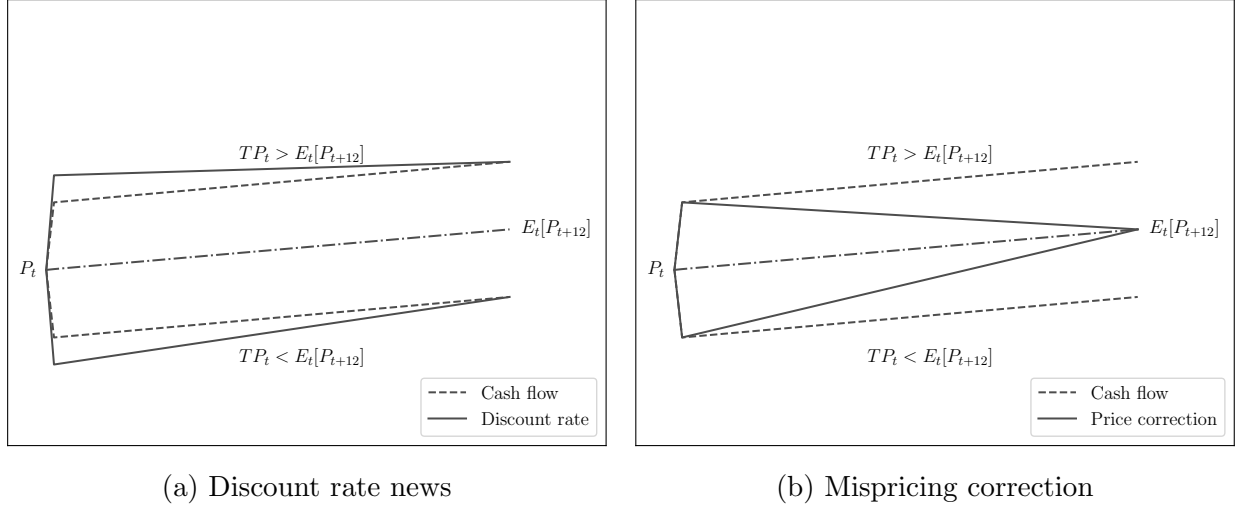 $TP_t > E_t[P_{t+12}]$
$E_t[P_{t+12}]$
$P_t$
$TP_t < E_t[P_{t+12}]$
Cash flow
Discount rate
(a) Discount rate news
$TP_t > E_t[P_{t+12}]$
$E_t[P_{t+12}]$
$P_t$
$TP_t < E_t[P_{t+12}]$
Cash flow
Price correction
(b) Mispricing correction